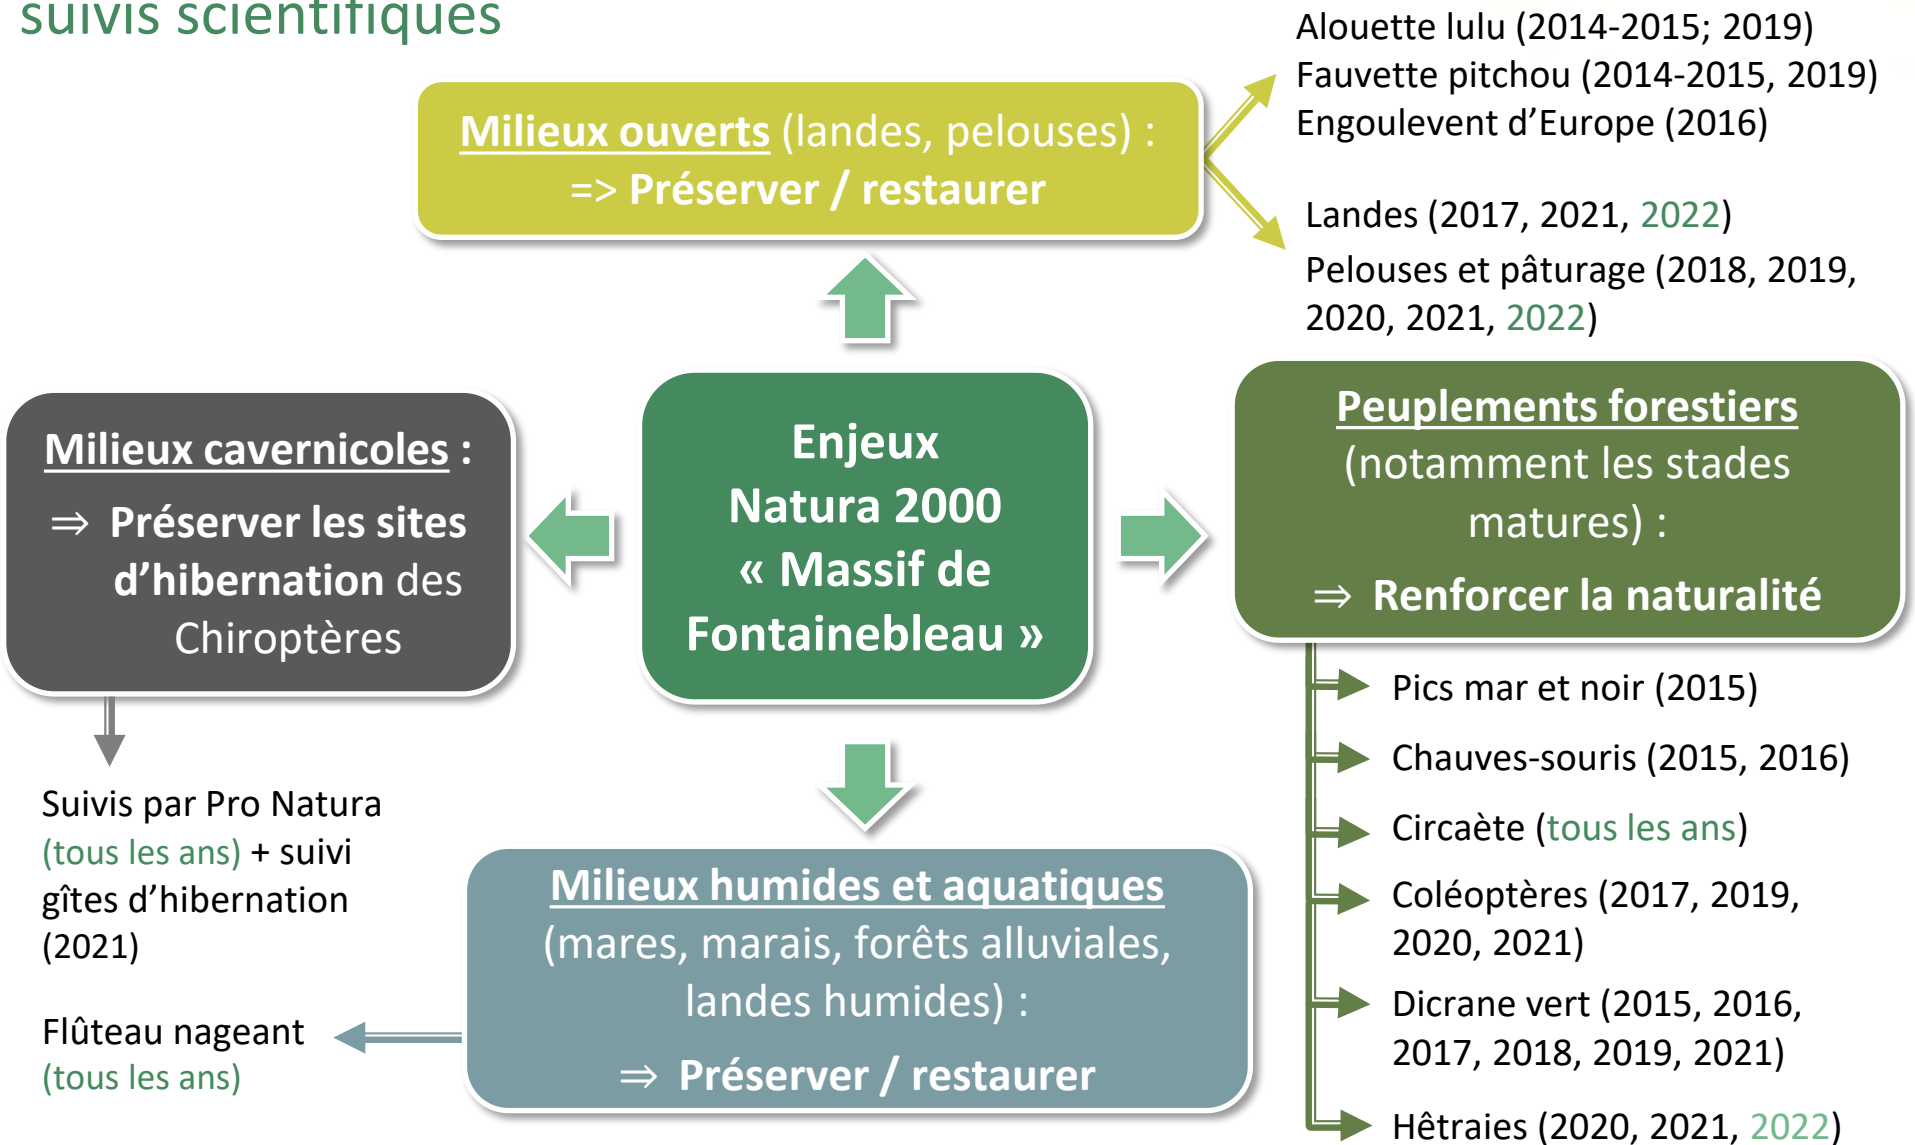 suivis scientifiques
Alouette lulu (2014-2015; 2019)
Fauvette pitchou (2014-2015, 2019)
Engoulevent d’Europe (2016)
Milieux ouverts (landes, pelouses) :
=> Préserver / restaurer
Landes (2017, 2021, 2022)
Pelouses et pâturage (2018, 2019,
2020, 2021, 2022)
Milieux cavernicoles :
⇒ Préserver les sites
d’hibernation des
Chiroptères
Enjeux
Natura 2000
« Massif de
Fontainebleau »
Peuplements forestiers
(notamment les stades
matures) :
⇒ Renforcer la naturalité
Suivis par Pro Natura
(tous les ans) + suivi
gîtes d’hibernation
(2021)
Flûteau nageant
(tous les ans)
Milieux humides et aquatiques
(mares, marais, forêts alluviales,
landes humides) :
⇒ Préserver / restaurer
Pics mar et noir (2015)
Chauves-souris (2015, 2016)
Circaète (tous les ans)
Coléoptères (2017, 2019,
2020, 2021)
Dicrane vert (2015, 2016,
2017, 2018, 2019, 2021)
Hêtraies (2020, 2021, 2022)